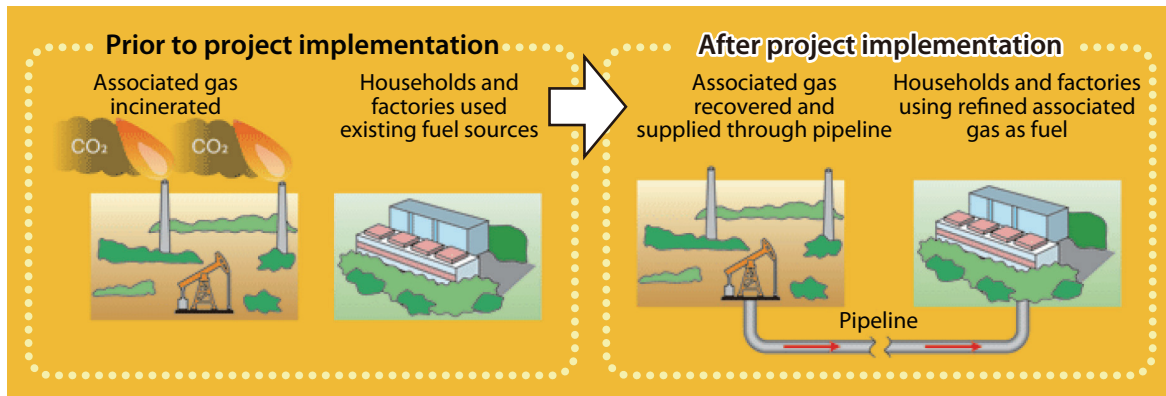 Prior to project implementation
Associated gas
incinerated
CO₂
CO₂
Households and
factories used
existing fuel sources
After project implementation
Associated gas
recovered and
supplied through pipeline
Households and factories
using refined associated
gas as fuel
Pipeline